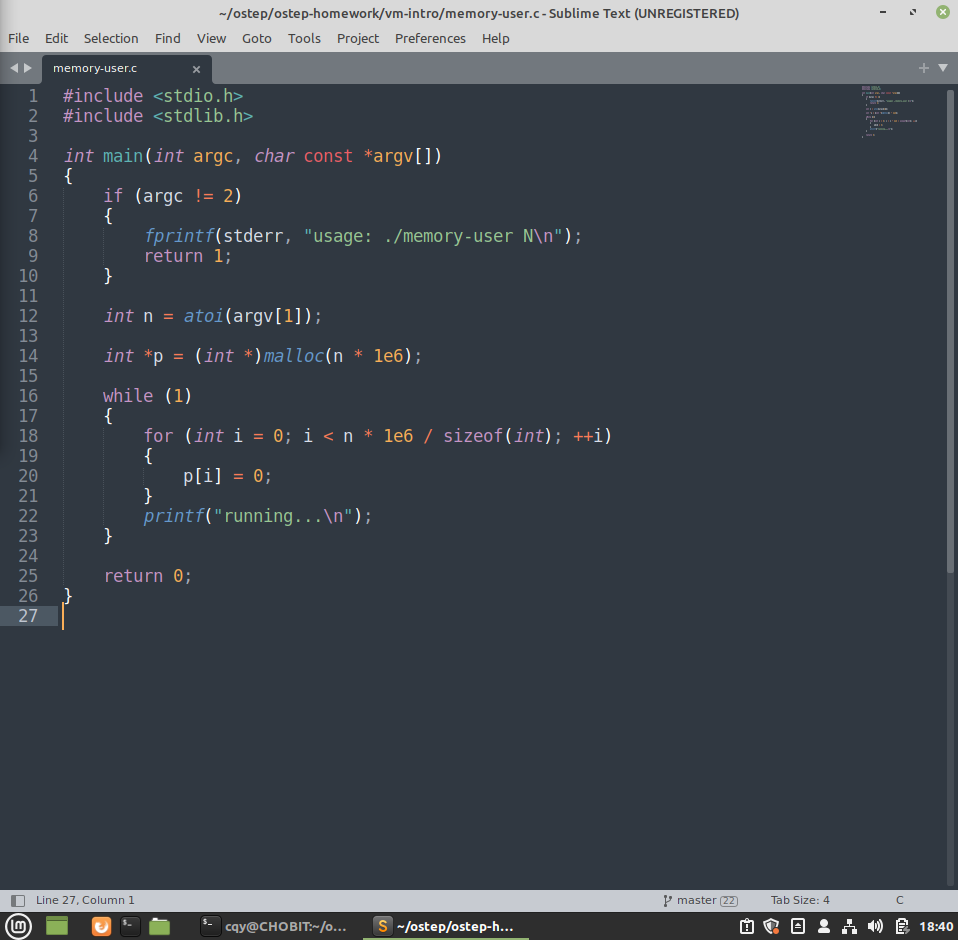 ~/ostep/ostep-homework/vm-intro/memory-user.c - Sublime Text (UNREGISTERED)
File Edit Selection Find View Goto Tools Project Preferences Help
memory-user.c
1 #include <stdio.h>
2 #include <stdlib.h>
3
4 int main(int argc, char const *argv[])
5 {
6     if (argc != 2)
7     {
8         fprintf(stderr, "usage: ./memory-user N\n");
9         return 1;
10     }
11
12     int n = atoi(argv[1]);
13
14     int *p = (int *)malloc(n * 1e6);
15
16     while (1)
17     {
18         for (int i = 0; i < n * 1e6 / sizeof(int); ++i)
19         {
20             p[i] = 0;
21         }
22         printf("running...\n");
23     }
24
25     return 0;
26 }
27
Line 27, Column 1 master 22 Tab Size: 4 C
cqy@CHOBIT:~/o... S ~/ostep/ostep-h... 18:40